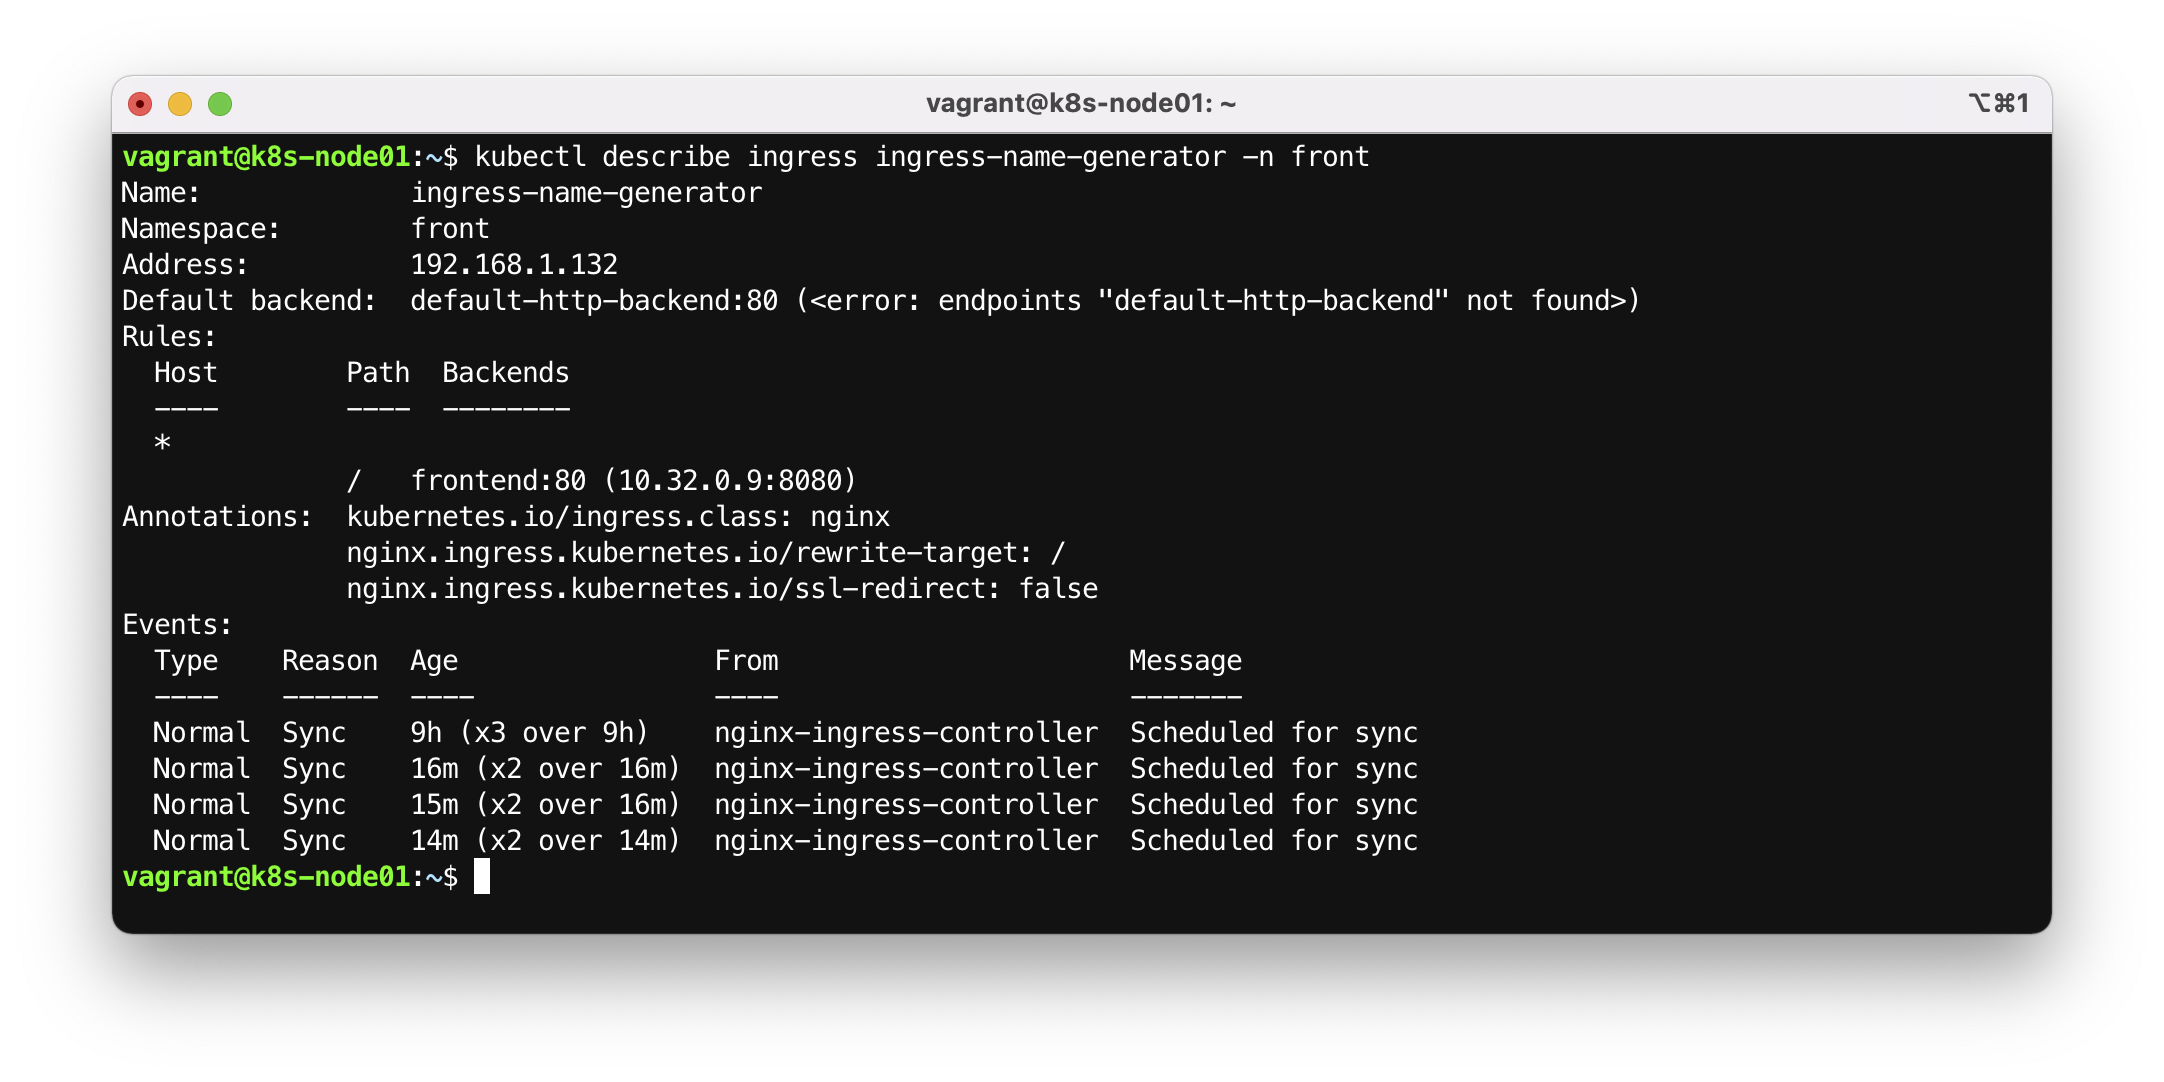 vagrant@k8s-node01: ~
⌥⌘1
vagrant@k8s-node01:~$ kubectl describe ingress ingress-name-generator -n front
Name:             ingress-name-generator
Namespace:        front
Address:          192.168.1.132
Default backend:  default-http-backend:80 (<error: endpoints "default-http-backend" not found>)
Rules:
  Host        Path  Backends
  ----        ----  --------
  *
              /   frontend:80 (10.32.0.9:8080)
Annotations:  kubernetes.io/ingress.class: nginx
              nginx.ingress.kubernetes.io/rewrite-target: /
              nginx.ingress.kubernetes.io/ssl-redirect: false
Events:
  Type    Reason  Age                From                      Message
  ----    ------  ----               ----                      -------
  Normal  Sync    9h (x3 over 9h)    nginx-ingress-controller  Scheduled for sync
  Normal  Sync    16m (x2 over 16m)  nginx-ingress-controller  Scheduled for sync
  Normal  Sync    15m (x2 over 16m)  nginx-ingress-controller  Scheduled for sync
  Normal  Sync    14m (x2 over 14m)  nginx-ingress-controller  Scheduled for sync
vagrant@k8s-node01:~$